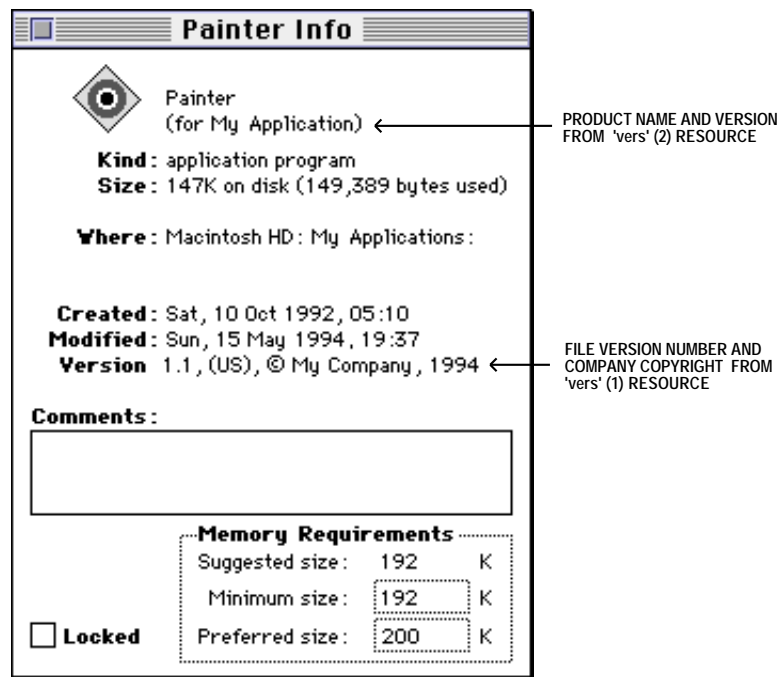 Painter Info
Painter
(for My Application)
PRODUCT NAME AND VERSION
FROM 'vers' (2) RESOURCE
Kind: application program
Size: 147K on disk (149,389 bytes used)
Where: Macintosh HD: My Applications:
Created: Sat, 10 Oct 1992, 05:10
Modified: Sun, 15 May 1994, 19:37
Version 1.1, (US), © My Company, 1994
FILE VERSION NUMBER AND
COMPANY COPYRIGHT FROM
'vers' (1) RESOURCE
Comments:
Memory Requirements
Suggested size: 192 K
Minimum size: 192 K
Preferred size: 200 K
Locked